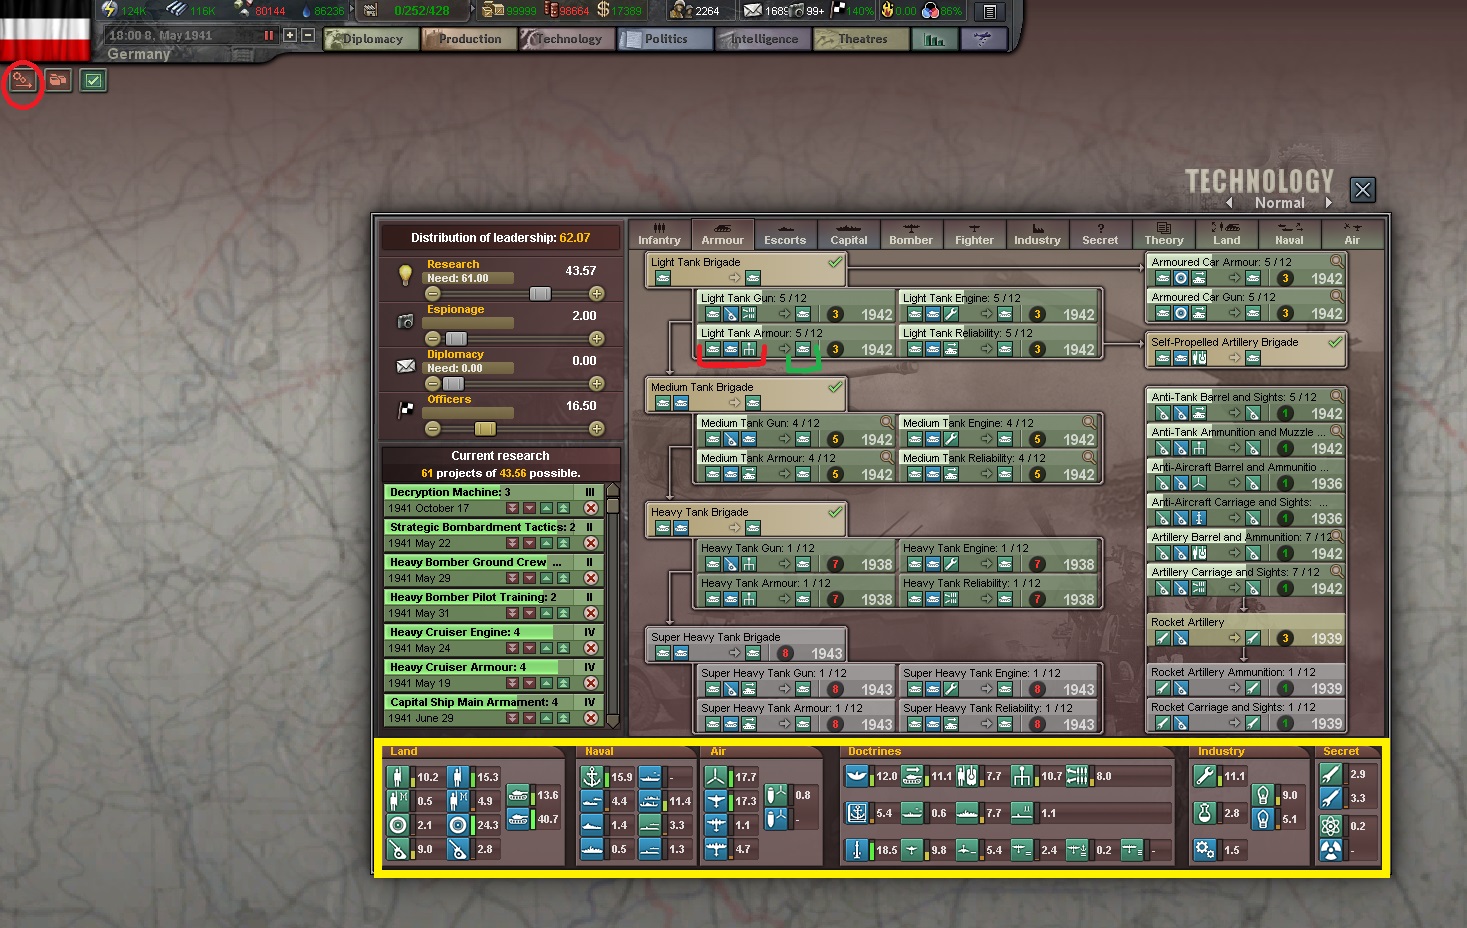 124K 116K 80144 86236 0/252/428 99999 98664 17389 2264 1689 99+ 140% 0.00 86%
18:00 8, May 1941
Germany
Diplomacy Production Technology Politics Intelligence Theatres
TECHNOLOGY
Normal
Distribution of leadership: 62.07
Research
Need: 61.00
43.57
Espionage
2.00
Diplomacy
Need: 0.00
0.00
Officers
16.50
Current research
61 projects of 43.56 possible.
Decryption Machine: 3 III
1941 October 17
Strategic Bombardment Tactics: 2 II
1941 May 22
Heavy Bomber Ground Crew ... II
1941 May 29
Heavy Bomber Pilot Training: 2 II
1941 May 31
Heavy Cruiser Engine: 4 IV
1941 May 24
Heavy Cruiser Armour: 4 IV
1941 May 19
Capital Ship Main Armament: 4 IV
1941 June 29
Infantry Armour Escorts Capital Bomber Fighter Industry Secret Theory Land Naval Air
Light Tank Brigade
Light Tank Gun: 5 / 12
3 1942
Light Tank Engine: 5 / 12
3 1942
Light Tank Armour: 5 / 12
3 1942
Light Tank Reliability: 5 / 12
3 1942
Medium Tank Brigade
Medium Tank Gun: 4 / 12
5 1942
Medium Tank Engine: 4 / 12
5 1942
Medium Tank Armour: 4 / 12
5 1942
Medium Tank Reliability: 4 / 12
5 1942
Heavy Tank Brigade
Heavy Tank Gun: 1 / 12
7 1938
Heavy Tank Engine: 1 / 12
7 1938
Heavy Tank Armour: 1 / 12
7 1938
Heavy Tank Reliability: 1 / 12
7 1938
Super Heavy Tank Brigade
8 1943
Super Heavy Tank Gun: 1 / 12
8 1943
Super Heavy Tank Engine: 1 / 12
8 1943
Super Heavy Tank Armour: 1 / 12
8 1943
Super Heavy Tank Reliability: 1 / 12
8 1943
Armoured Car Armour: 5 / 12
3 1942
Armoured Car Gun: 5 / 12
3 1942
Self-Propelled Artillery Brigade
3
Anti-Tank Barrel and Sights: 5 / 12
1 1942
Anti-Tank Ammunition and Muzzle ...
1 1942
Anti-Aircraft Barrel and Ammunitio ...
1 1936
Anti-Aircraft Carriage and Sights: ...
1 1936
Artillery Barrel and Ammunition: 7 / 12
1 1942
Artillery Carriage and Sights: 7 / 12
1 1942
Rocket Artillery
3 1939
Rocket Artillery Ammunition: 1 / 12
1 1939
Rocket Carriage and Sights: 1 / 12
1 1939
Land
10.2 15.3
0.5 4.9 13.6
2.1 24.3 40.7
9.0 2.8
Naval
15.9 -
4.4 11.4
1.4 3.3
0.5 1.3
Air
17.7
17.3 0.8
1.1 -
4.7
Doctrines
12.0 11.1 7.7 10.7 8.0
5.4 0.6 7.7 1.1
18.5 9.8 5.4 2.4 0.2 -
Industry
11.1
9.0
2.8 5.1
1.5
Secret
2.9
3.3
0.2
-